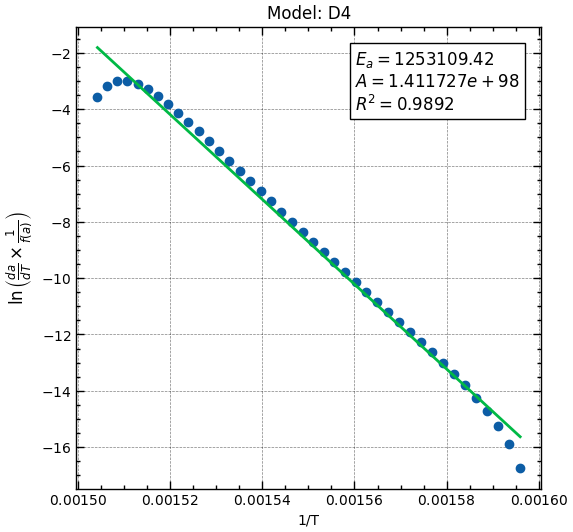 Model: D4
E_a = 1253109.42
A = 1.411727e + 98
R^2 = 0.9892
−2
−4
−6
−8
−10
−12
−14
−16
ln (da/dT × 1/f(a))
0.00150 0.00152 0.00154 0.00156 0.00158 0.00160
1/T